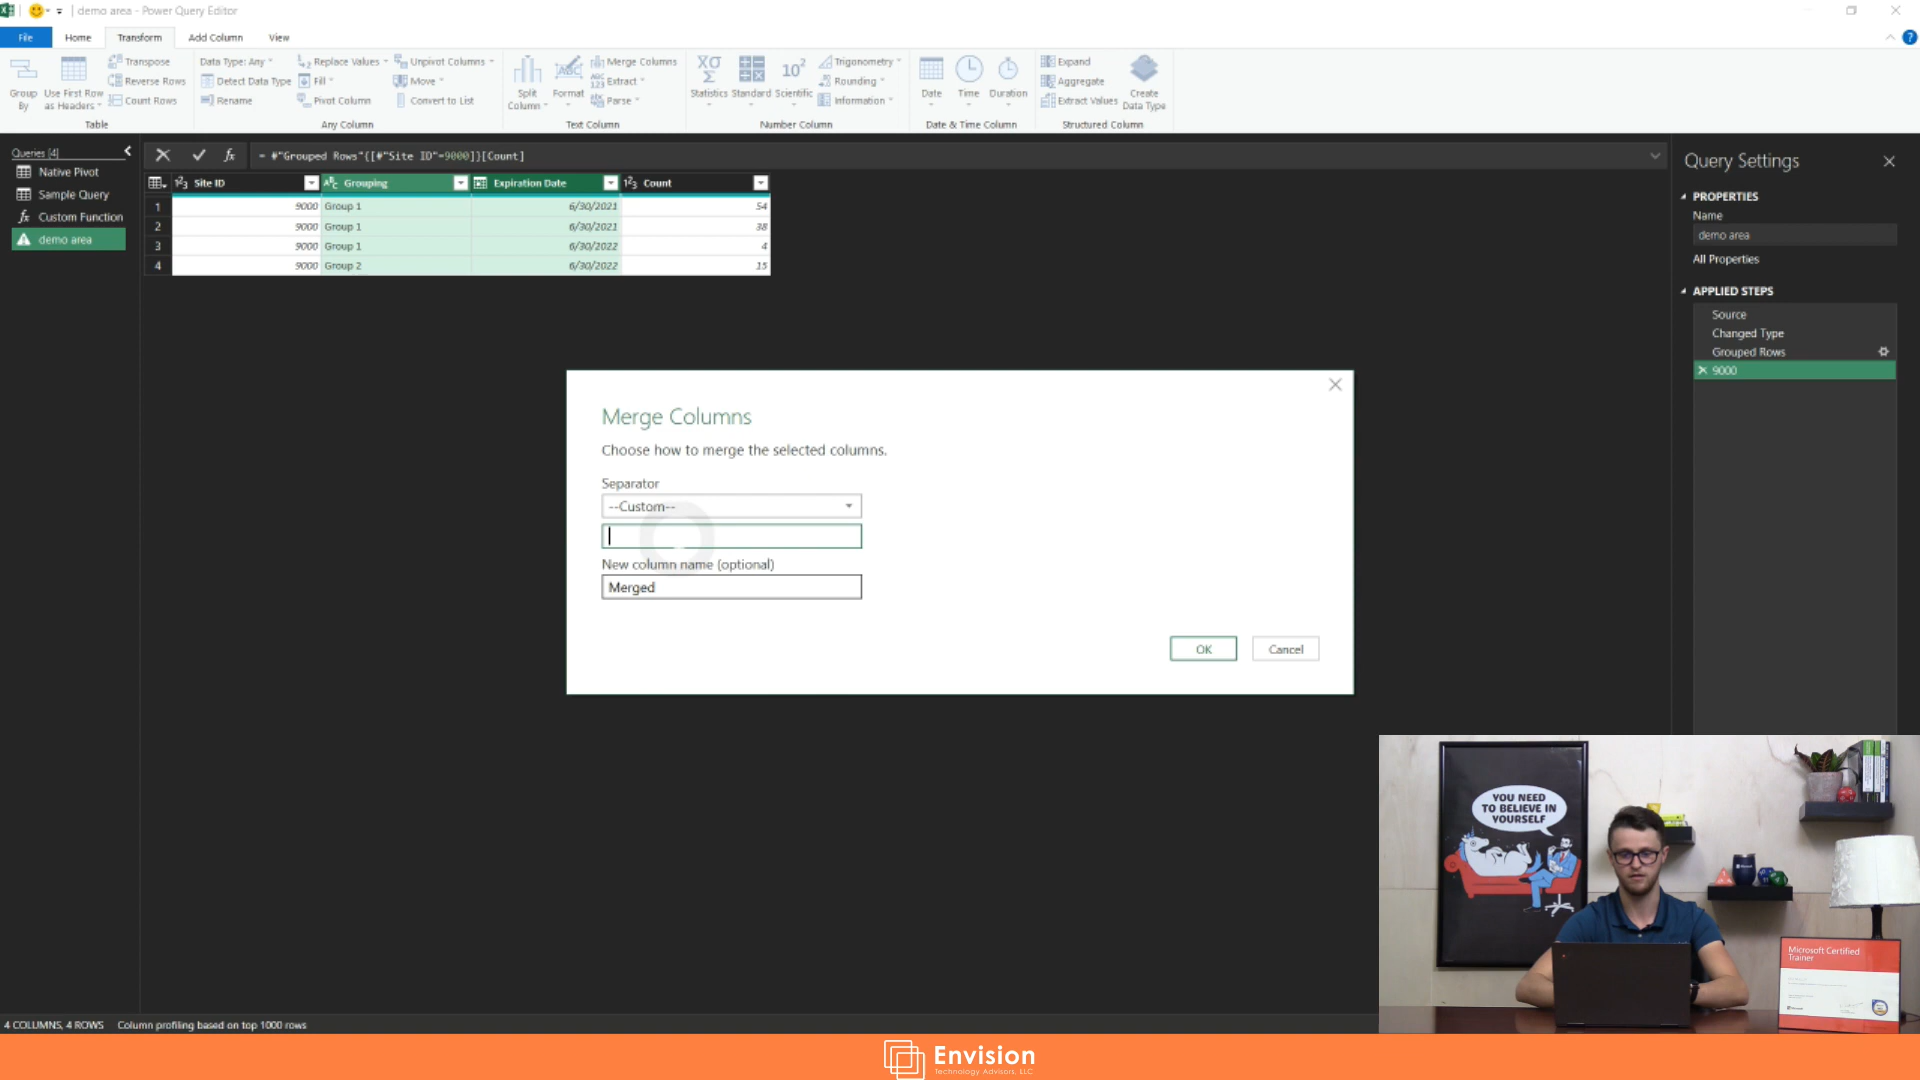 demo area - Power Query Editor
File Home Transform Add Column View
Group By
Use First Row as Headers
Transpose
Reverse Rows
Count Rows
Table
Data Type: Any
Detect Data Type
Rename
Replace Values
Fill
Pivot Column
Unpivot Columns
Move
Convert to List
Any Column
Split Column
Format
Merge Columns
Extract
Parse
Text Column
Statistics
Standard
Scientific
Trigonometry
Rounding
Information
Number Column
Date
Time
Duration
Date & Time Column
Expand
Aggregate
Extract Values
Create Data Type
Structured Column
Queries [4]
Native Pivot
Sample Query
Custom Function
demo area
= #"Grouped Rows"{[#"Site ID"=9000]}[Count]
Site ID Grouping Expiration Date Count
1 9000 Group 1 6/30/2021 54
2 9000 Group 1 6/30/2021 38
3 9000 Group 1 6/30/2022 4
4 9000 Group 2 6/30/2022 15
Merge Columns
Choose how to merge the selected columns.
Separator
--Custom--
New column name (optional)
Merged
OK Cancel
Query Settings
PROPERTIES
Name
demo area
All Properties
APPLIED STEPS
Source
Changed Type
Grouped Rows
9000
YOU NEED
TO BELIEVE IN
YOURSELF
Microsoft Certified
Trainer
4 COLUMNS, 4 ROWS Column profiling based on top 1000 rows
Envision
Technology Advisors, LLC